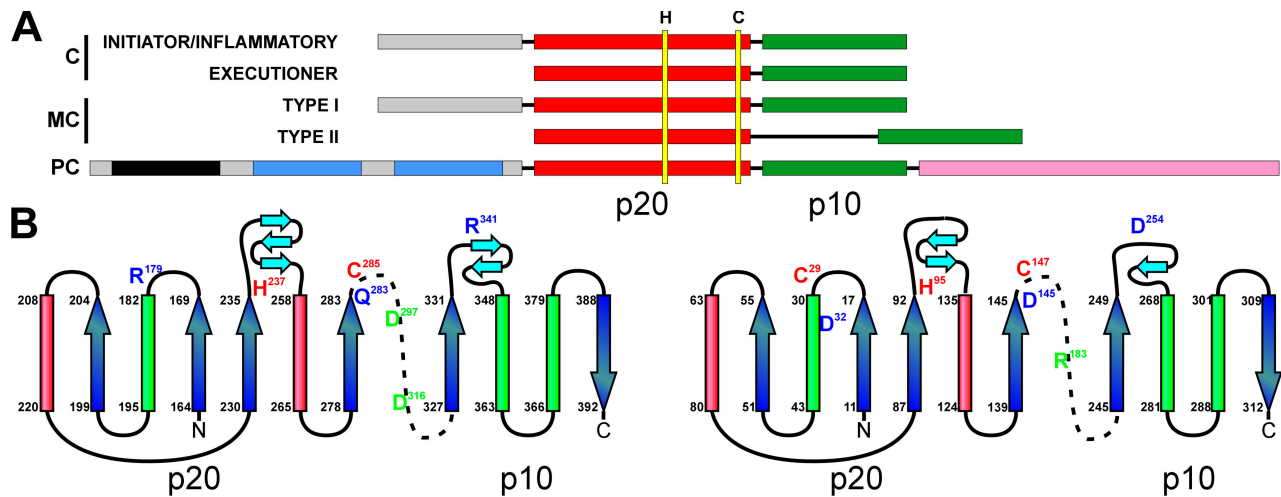 A
H C
C
INITIATOR/INFLAMMATORY
EXECUTIONER
MC
TYPE I
TYPE II
PC
p20 p10
B
R179 H237 C285 Q283 R341
208 204 182 169 235 258 283 331 348 379 388
D297
D316
220 199 195 164 230 265 278 327 363 366 392
N C
p20 p10
C29 H95 C147 D145 D254
63 55 30 17 92 135 145 249 268 301 309
D32
R183
80 51 43 11 87 124 139 245 281 288 312
N C
p20 p10